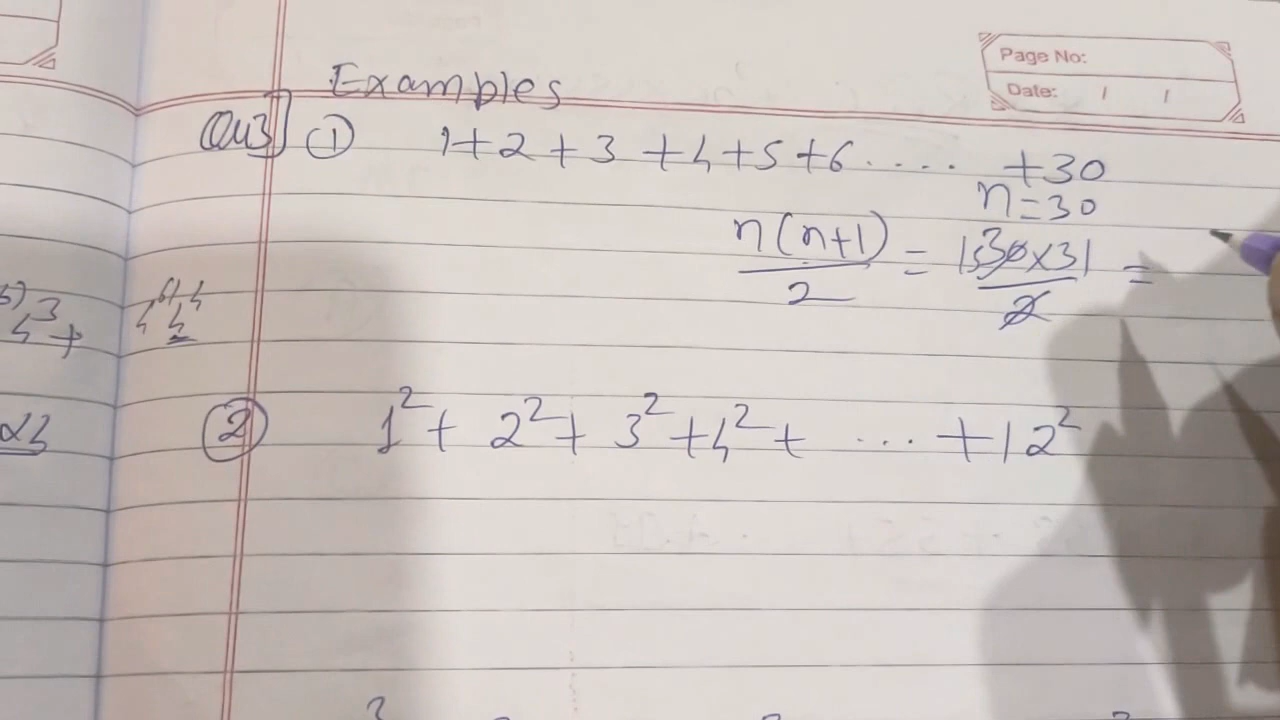 Page No:
Date: / /
Examples
Qu3] ① 1+2+3+4+5+6.... +30
n=30
n(n+1)/2 = 15 30×31/2 =
② 1²+ 2²+ 3²+4²+ ... +12²